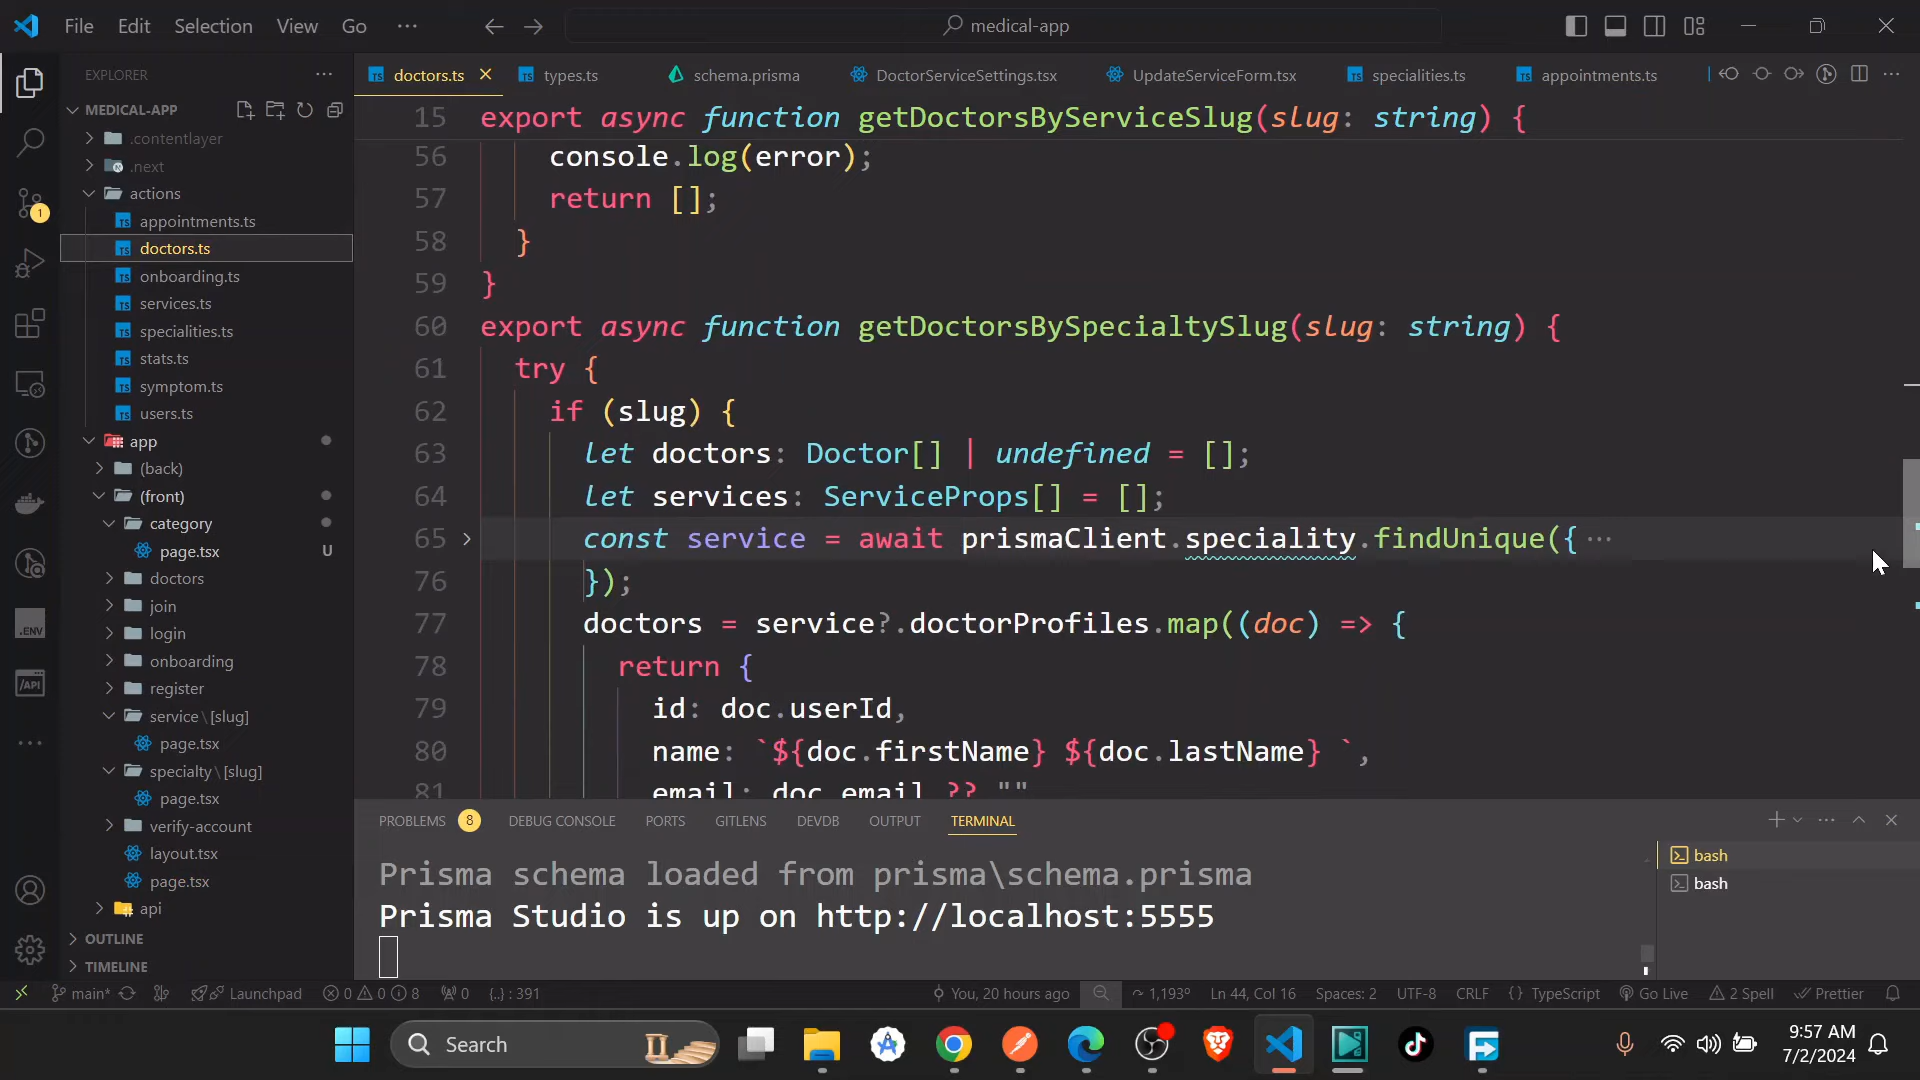 File Edit Selection View Go ··· medical-app
EXPLORER ···
doctors.ts types.ts schema.prisma DoctorServiceSettings.tsx UpdateServiceForm.tsx specialities.ts appointments.ts
MEDICAL-APP
.contentlayer
.next
actions
appointments.ts
doctors.ts
onboarding.ts
services.ts
specialities.ts
stats.ts
symptom.ts
users.ts
app
(back)
(front)
category
page.tsx U
doctors
join
login
onboarding
register
service\[slug]
page.tsx
specialty\[slug]
page.tsx
verify-account
layout.tsx
page.tsx
api
OUTLINE
TIMELINE
1
.ENV
/API
15 export async function getDoctorsByServiceSlug(slug: string) {
56 console.log(error);
57 return [];
58 }
59 }
60 export async function getDoctorsBySpecialtySlug(slug: string) {
61 try {
62 if (slug) {
63 let doctors: Doctor[] | undefined = [];
64 let services: ServiceProps[] = [];
65 const service = await prismaClient.speciality.findUnique({ ···
76 });
77 doctors = service?.doctorProfiles.map((doc) => {
78 return {
79 id: doc.userId,
80 name: `${doc.firstName} ${doc.lastName} `,
81 email: doc.email ?? ""
PROBLEMS 8 DEBUG CONSOLE PORTS GITLENS DEVDB OUTPUT TERMINAL
Prisma schema loaded from prisma\schema.prisma
Prisma Studio is up on http://localhost:5555
bash
bash
main* Launchpad 0 0 8 0 {..} : 391 You, 20 hours ago 1,193º Ln 44, Col 16 Spaces: 2 UTF-8 CRLF {} TypeScript Go Live 2 Spell Prettier
Search
9:57 AM
7/2/2024